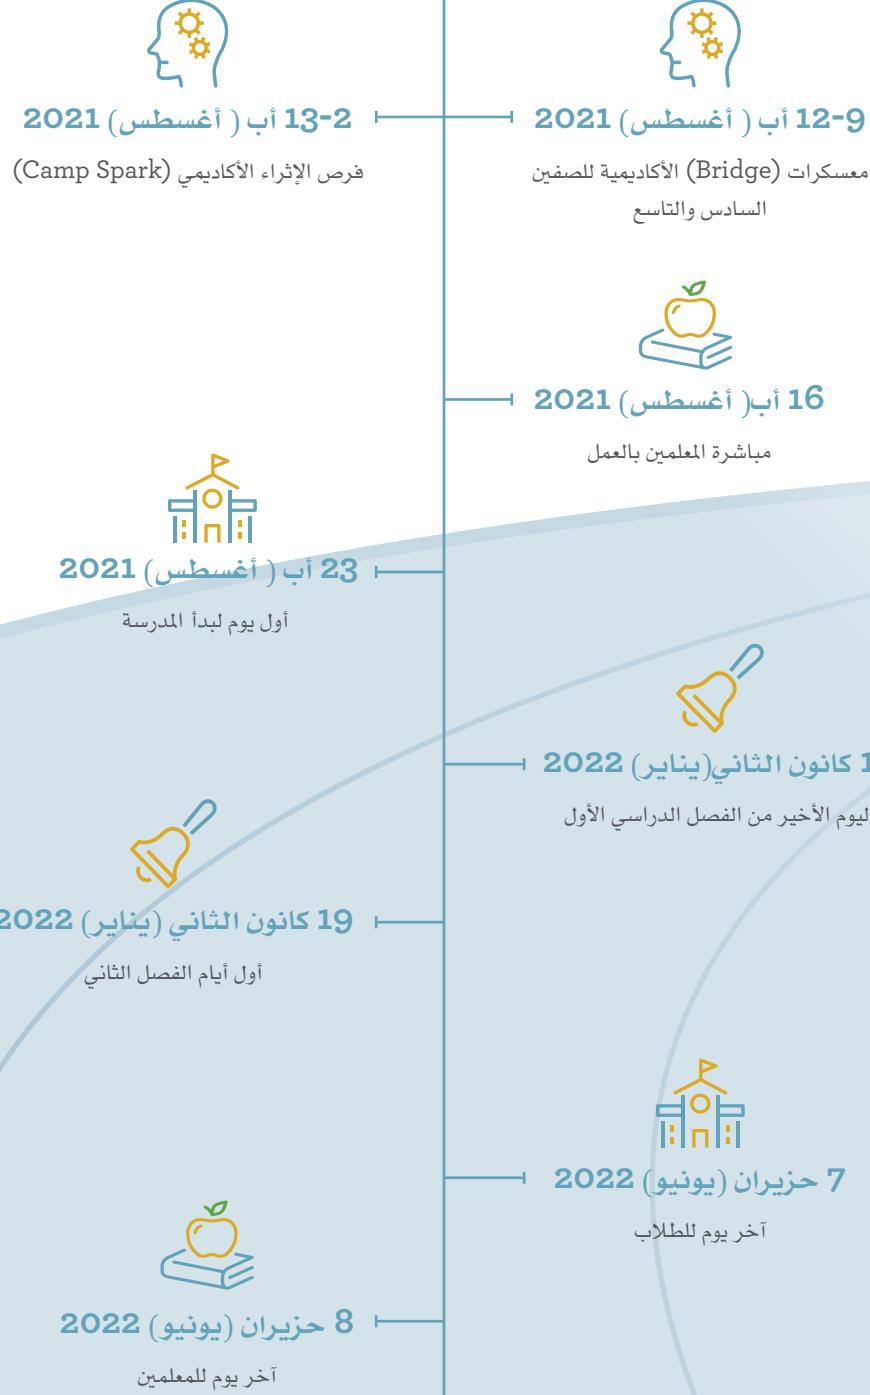 12-9 أب ( أغسطس) 2021
معسكرات (Bridge) الأكاديمية للصفين
السادس والتاسع
13-2 أب ( أغسطس) 2021
فرص الإثراء الأكاديمي (Camp Spark)
16 أب( أغسطس) 2021
مباشرة المعلمين بالعمل
23 أب ( أغسطس) 2021
أول يوم لبدأ المدرسة
كانون الثاني(يناير) 2022
الأخير من الفصل الدراسي الأول
19 كانون الثاني (يناير) 2022
أول أيام الفصل الثاني
7 حزيران (يونيو) 2022
آخر يوم للطلاب
8 حزيران (يونيو) 2022
آخر يوم للمعلمين